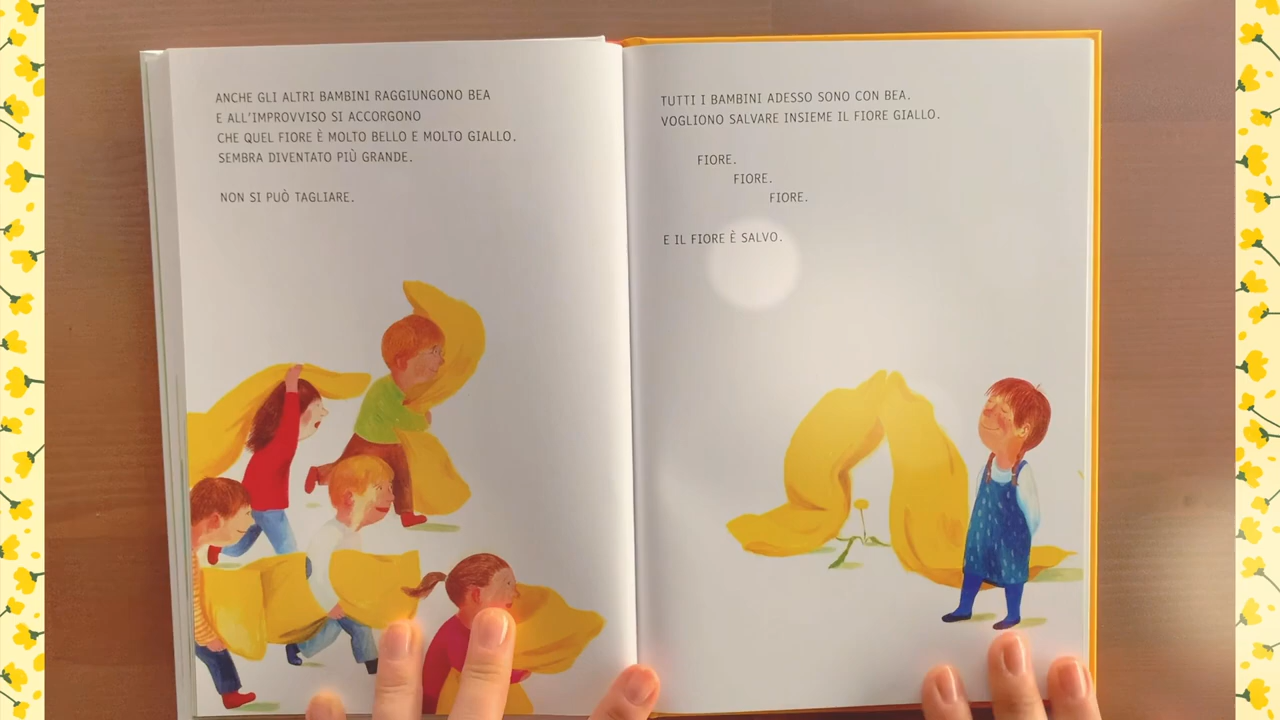 ANCHE GLI ALTRI BAMBINI RAGGIUNGONO BEA
E ALL'IMPROVVISO SI ACCORGONO
CHE QUEL FIORE È MOLTO BELLO E MOLTO GIALLO.
SEMBRA DIVENTATO PIÙ GRANDE.
NON SI PUÒ TAGLIARE.
TUTTI I BAMBINI ADESSO SONO CON BEA.
VOGLIONO SALVARE INSIEME IL FIORE GIALLO.
FIORE.
FIORE.
FIORE.
E IL FIORE È SALVO.